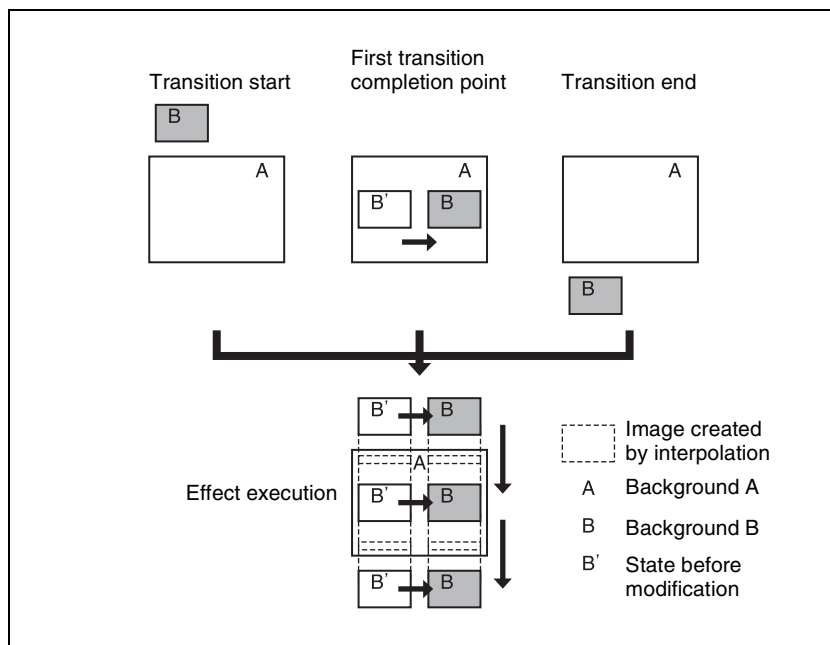 First transition
Transition start
completion point
Transition end
B
A
A
B'
B
A
B
B'
B
A
Effect execution
B'
B
B'
B
Image created
by interpolation
A Background A
B Background B
B' State before
modification